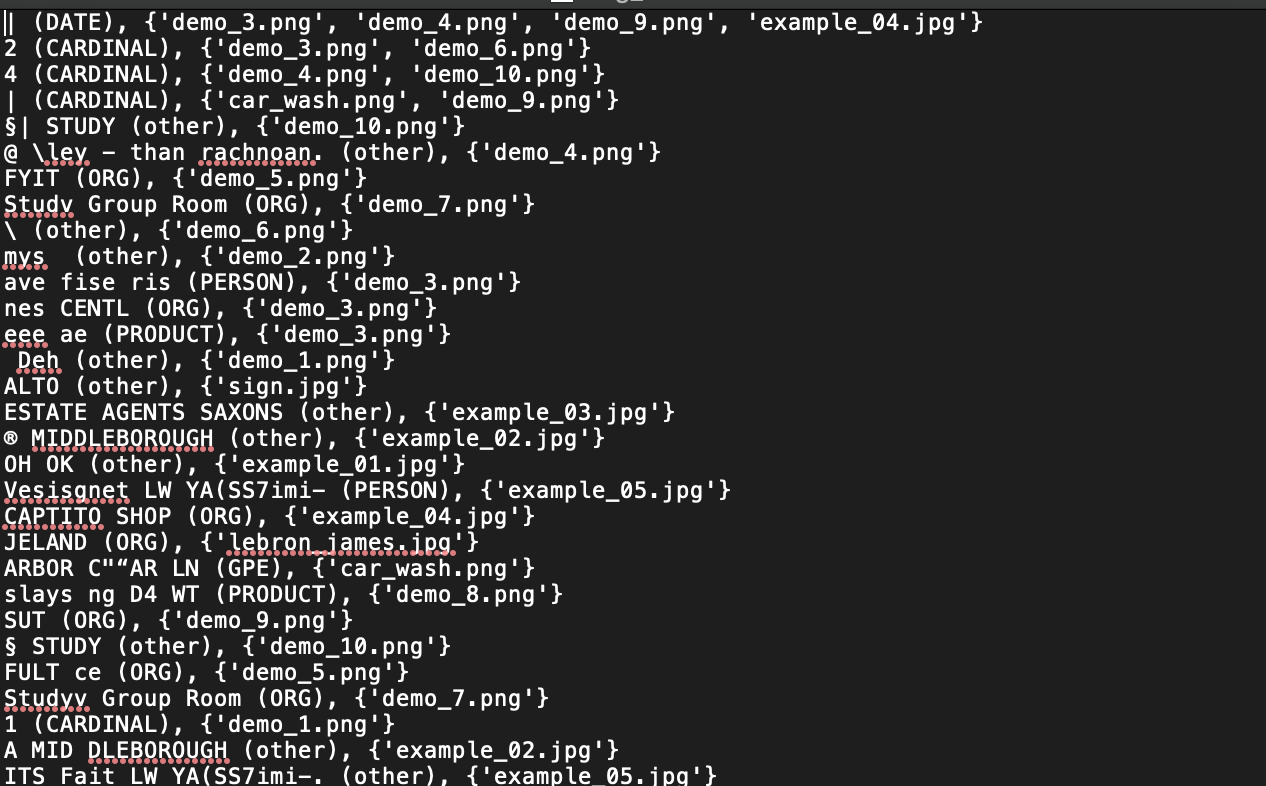 | (DATE), {'demo_3.png', 'demo_4.png', 'demo_9.png', 'example_04.jpg'}
2 (CARDINAL), {'demo_3.png', 'demo_6.png'}
4 (CARDINAL), {'demo_4.png', 'demo_10.png'}
| (CARDINAL), {'car_wash.png', 'demo_9.png'}
§| STUDY (other), {'demo_10.png'}
@ \ley – than rachnoan. (other), {'demo_4.png'}
FYIT (ORG), {'demo_5.png'}
Studv Group Room (ORG), {'demo_7.png'}
\ (other), {'demo_6.png'}
mys  (other), {'demo_2.png'}
ave fise ris (PERSON), {'demo_3.png'}
nes CENTL (ORG), {'demo_3.png'}
eee ae (PRODUCT), {'demo_3.png'}
 Deh (other), {'demo_1.png'}
ALTO (other), {'sign.jpg'}
ESTATE AGENTS SAXONS (other), {'example_03.jpg'}
® MIDDLEBOROUGH (other), {'example_02.jpg'}
OH OK (other), {'example_01.jpg'}
Vesisgnet LW YA(SS7imi– (PERSON), {'example_05.jpg'}
CAPTITO SHOP (ORG), {'example_04.jpg'}
JELAND (ORG), {'lebron_james.jpg'}
ARBOR C"“AR LN (GPE), {'car_wash.png'}
slays ng D4 WT (PRODUCT), {'demo_8.png'}
SUT (ORG), {'demo_9.png'}
§ STUDY (other), {'demo_10.png'}
FULT ce (ORG), {'demo_5.png'}
Studyv Group Room (ORG), {'demo_7.png'}
1 (CARDINAL), {'demo_1.png'}
A MID DLEBOROUGH (other), {'example_02.jpg'}
ITS Fait LW YA(SS7imi–. (other), {'example_05.jpg'}